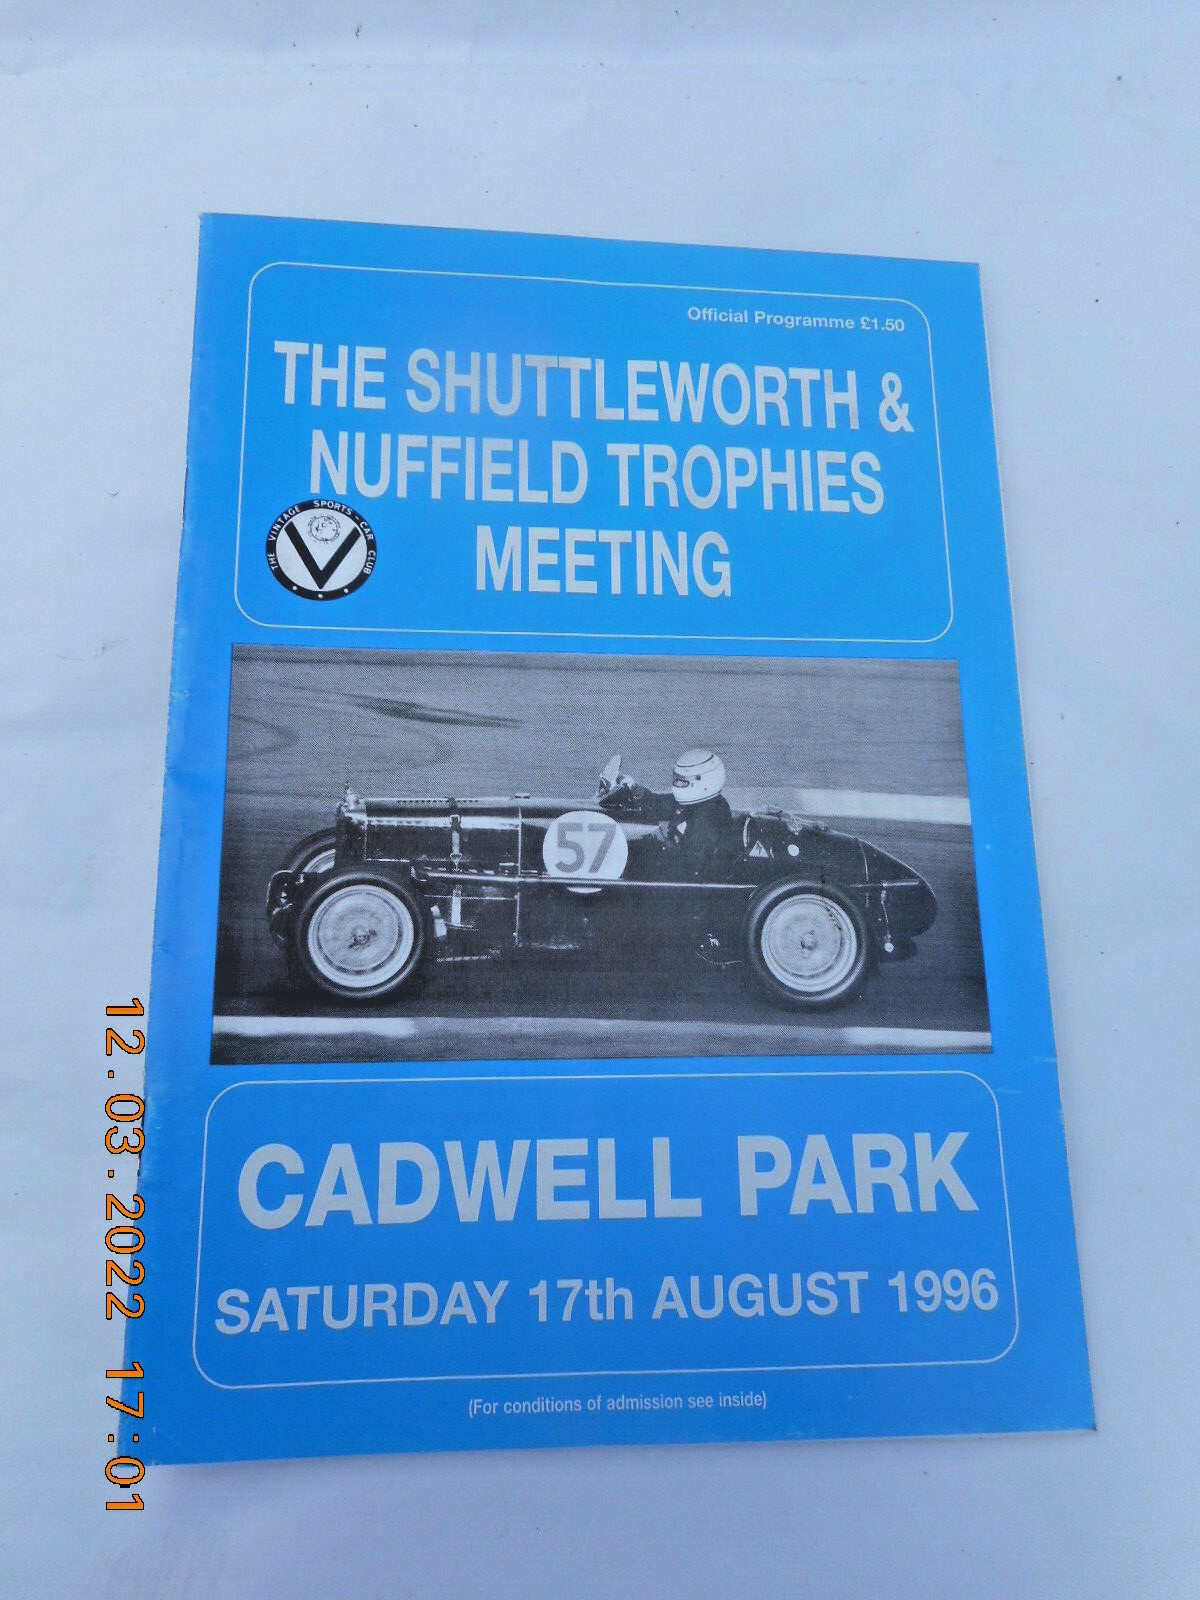 Official Programme £1.50
THE SHUTTLEWORTH &
NUFFIELD TROPHIES
MEETING
THE VINTAGE SPORTS-CAR CLUB
V
57
CADWELL PARK
SATURDAY 17th AUGUST 1996
(For conditions of admission see inside)
12.03.2022 17:01